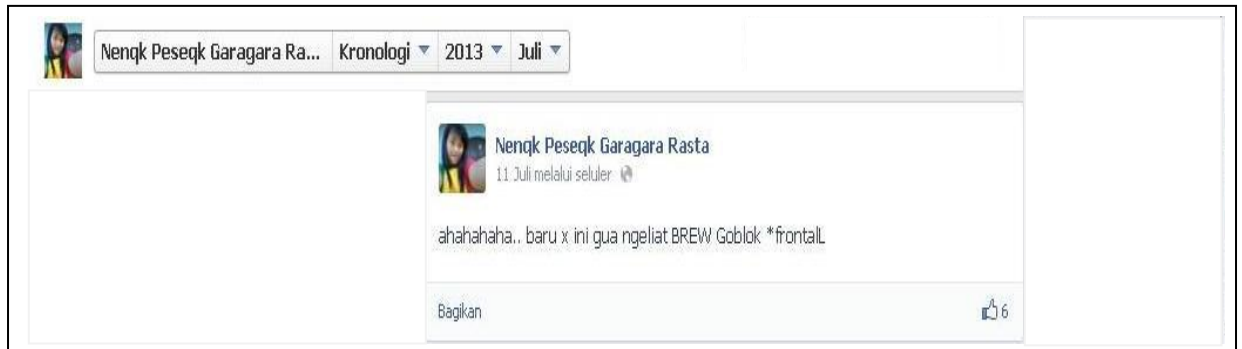 Nenqk Peseqk Garagara Ra... Kronologi 2013 Juli
Nenqk Peseqk Garagara Rasta
11 Juli melalui seluler
ahahahaha.. baru x ini gua ngeliat BREW Goblok *frontalL
Bagikan 6